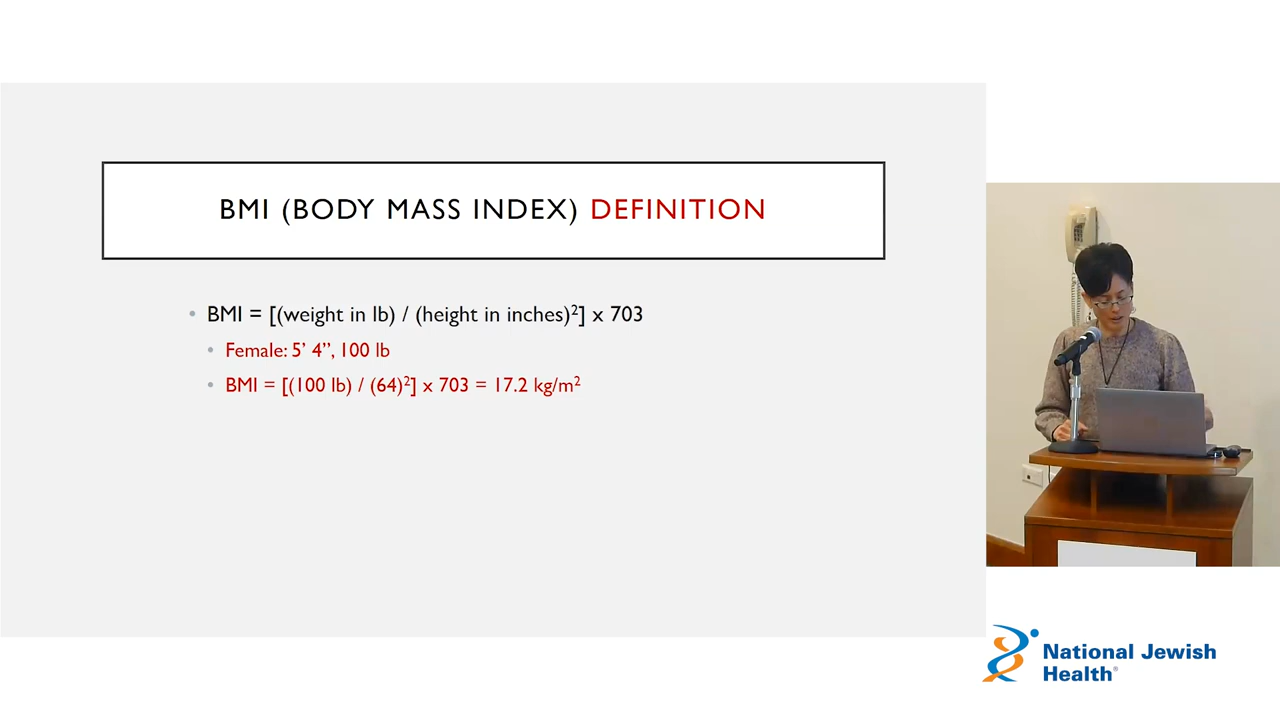 BMI (BODY MASS INDEX) DEFINITION
• BMI = [(weight in lb) / (height in inches)²] x 703
• Female: 5’ 4”, 100 lb
• BMI = [(100 lb) / (64)²] x 703 = 17.2 kg/m²
National Jewish
Health®